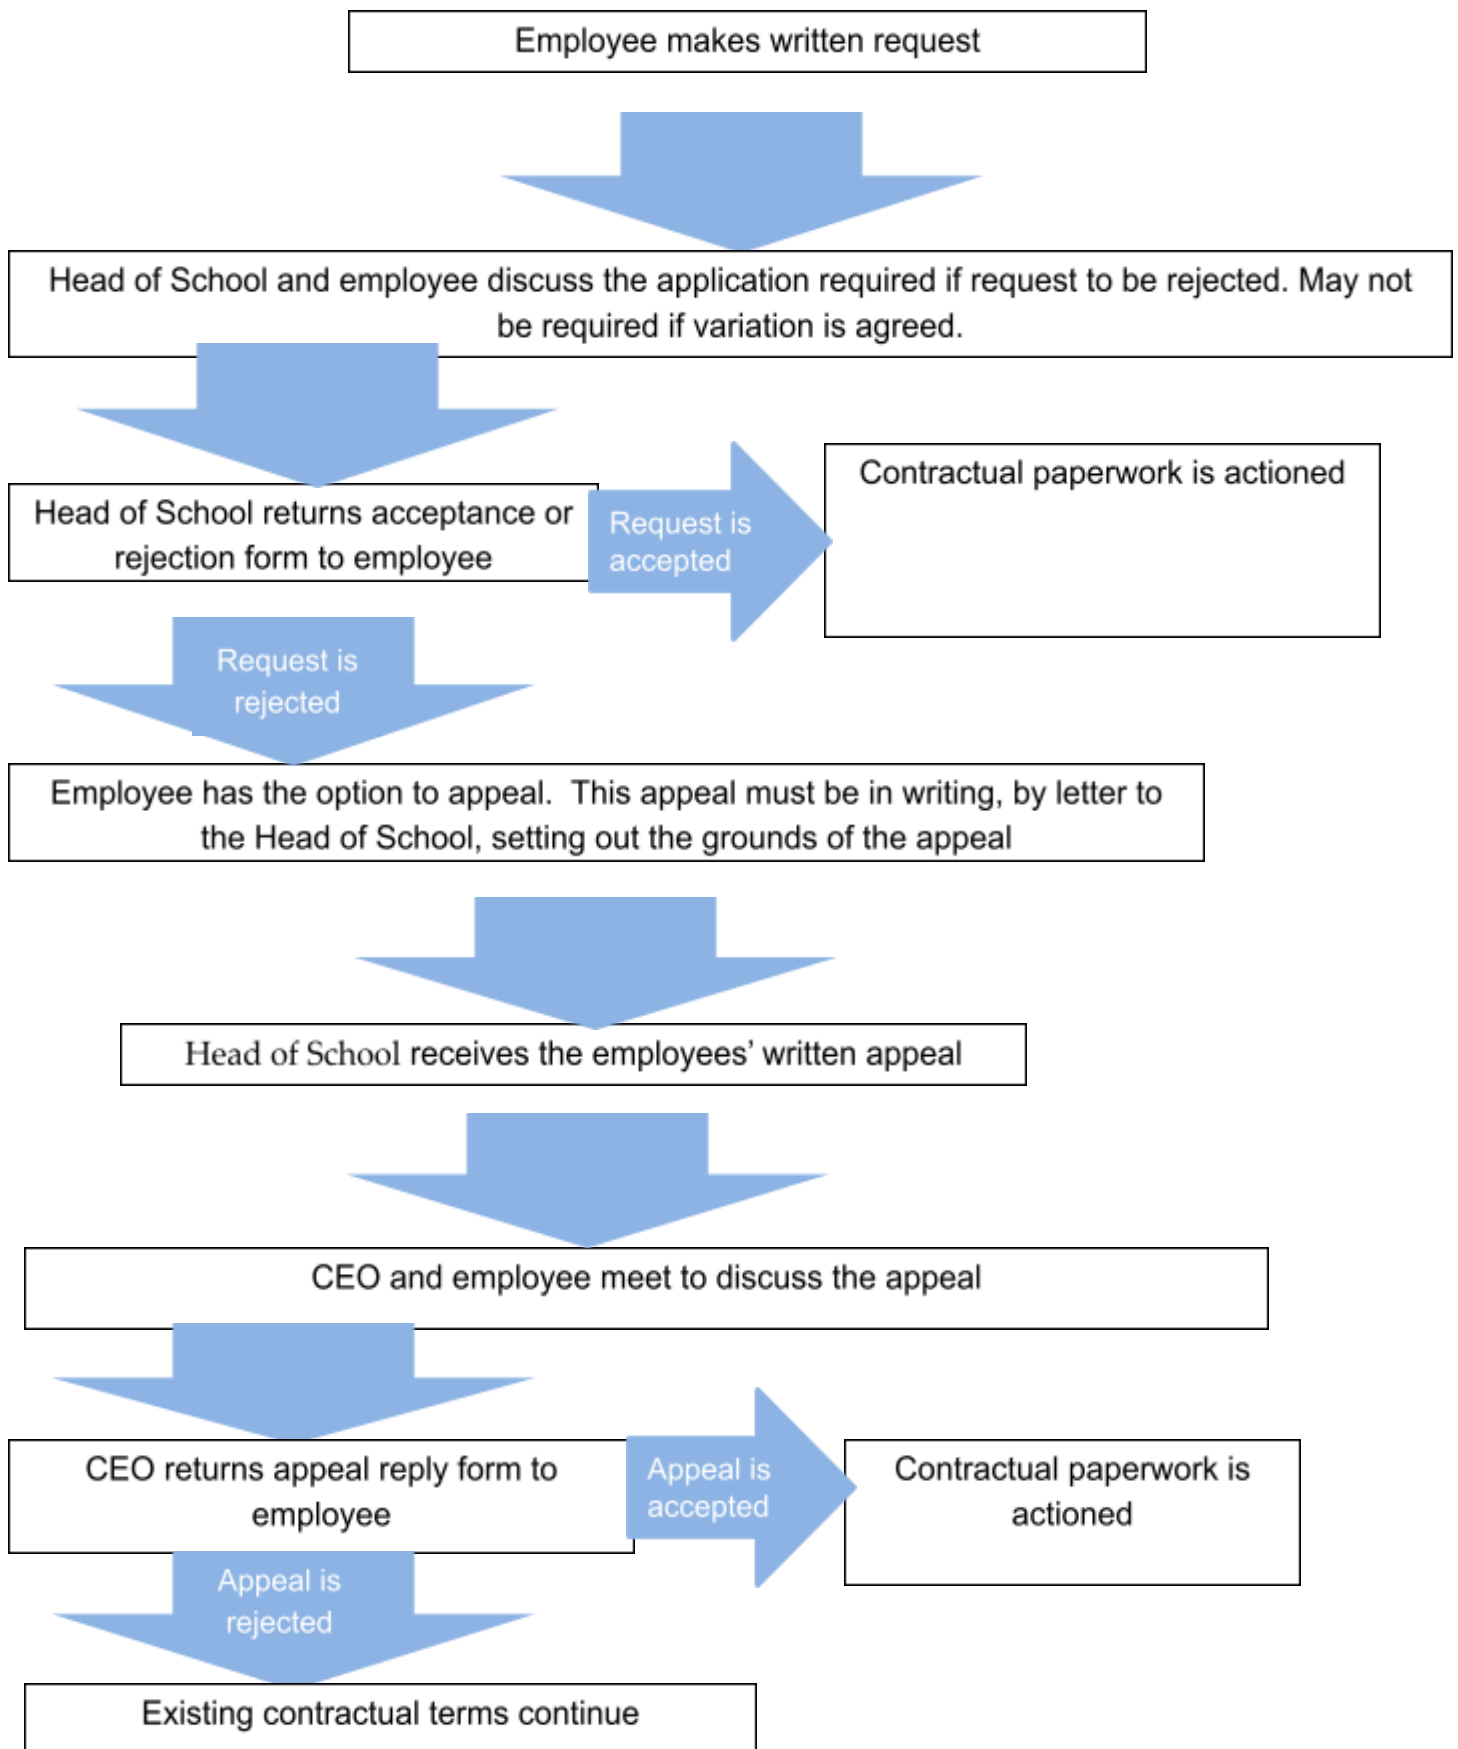 Employee makes written request
Head of School and employee discuss the application required if request to be rejected. May not
be required if variation is agreed.
Head of School returns acceptance or
rejection form to employee
Request is
accepted
Contractual paperwork is actioned
Request is
rejected
Employee has the option to appeal.  This appeal must be in writing, by letter to
the Head of School, setting out the grounds of the appeal
Head of School receives the employees’ written appeal
CEO and employee meet to discuss the appeal
CEO returns appeal reply form to
employee
Appeal is
accepted
Contractual paperwork is
actioned
Appeal is
rejected
Existing contractual terms continue